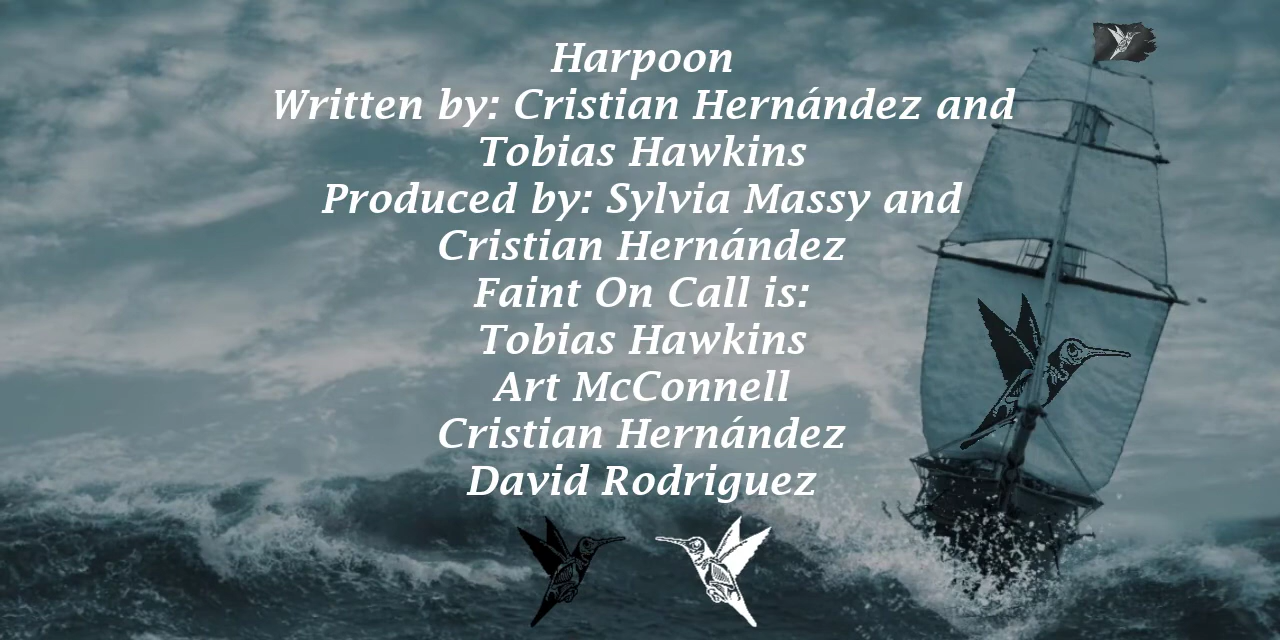 Harpoon
Written by: Cristian Hernández and
Tobias Hawkins
Produced by: Sylvia Massy and
Cristian Hernández
Faint On Call is:
Tobias Hawkins
Art McConnell
Cristian Hernández
David Rodriguez